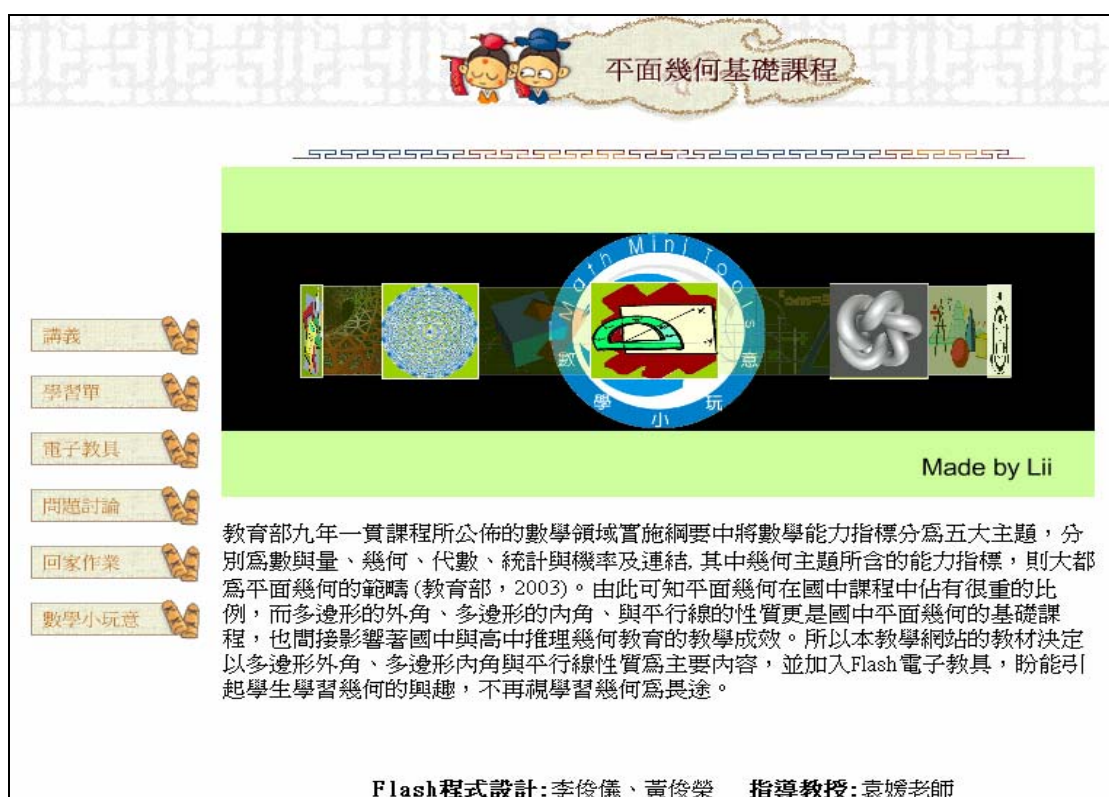 平面幾何基礎課程
Math Mini Tools
數學小玩意
Made by Lii
講義
學習單
電子教具
問題討論
回家作業
數學小玩意
教育部九年一貫課程所公佈的數學領域實施綱要中將數學能力指標分為五大主題，分
別為數與量、幾何、代數、統計與機率及連結, 其中幾何主題所含的能力指標，則大都
為平面幾何的範疇 (教育部，2003)。由此可知平面幾何在國中課程中佔有很重的比
例，而多邊形的外角、多邊形的內角、與平行線的性質更是國中平面幾何的基礎課
程，也間接影響著國中與高中推理幾何教育的教學成效。所以本教學網站的教材決定
以多邊形外角、多邊形內角與平行線性質為主要內容，並加入Flash電子教具，盼能引
起學生學習幾何的興趣，不再視學習幾何為畏途。
Flash程式設計:李俊儀、黃俊榮 指導教授:袁媛老師